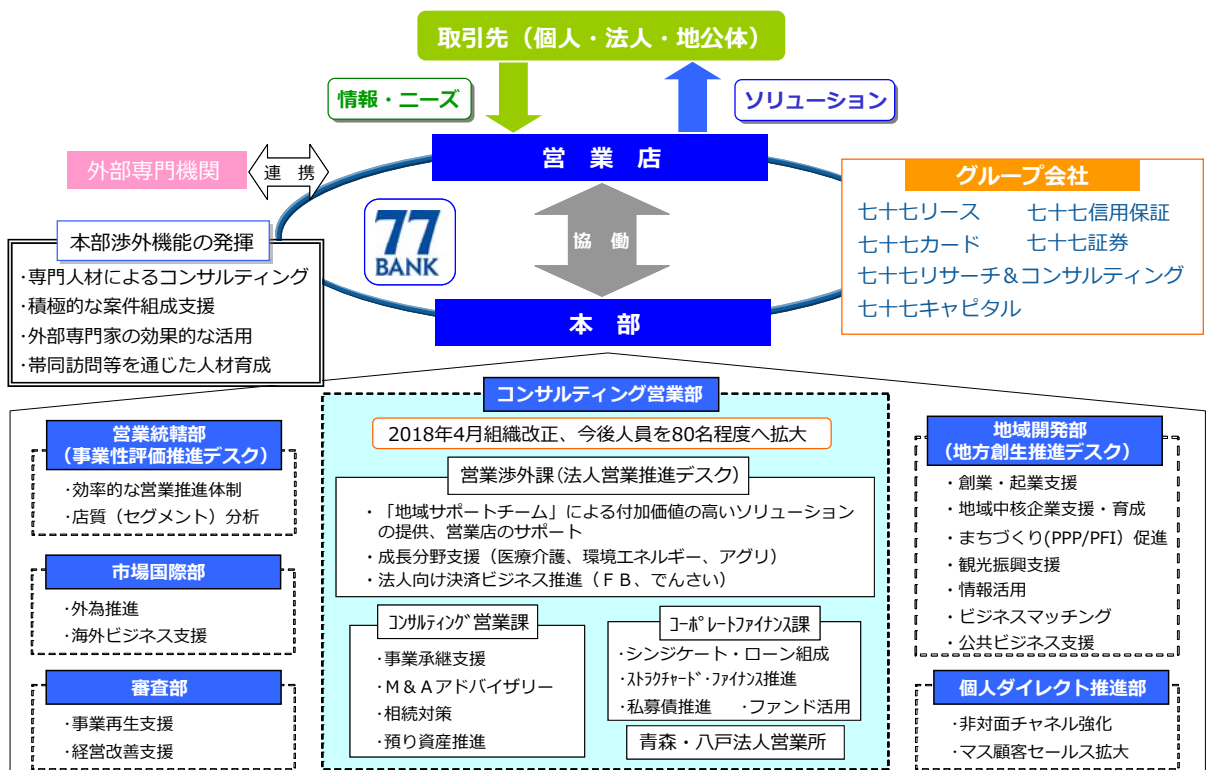 取引先（個人・法人・地公体）
情報・ニーズ
ソリューション
営業店
外部専門機関
連携
77
BANK
協働
本部
グループ会社
七十七リース　七十七信用保証
七十七カード　七十七証券
七十七リサーチ＆コンサルティング
七十七キャピタル
本部渉外機能の発揮
・専門人材によるコンサルティング
・積極的な案件組成支援
・外部専門家の効果的な活用
・帯同訪問等を通じた人材育成
営業統轄部
（事業性評価推進デスク）
・効率的な営業推進体制
・店質（セグメント）分析
市場国際部
・外為推進
・海外ビジネス支援
審査部
・事業再生支援
・経営改善支援
コンサルティング営業部
2018年4月組織改正、今後人員を80名程度へ拡大
営業渉外課（法人営業推進デスク）
・「地域サポートチーム」による付加価値の高いソリューション
の提供、営業店のサポート
・成長分野支援（医療介護、環境エネルギー、アグリ）
・法人向け決済ビジネス推進（ＦＢ、でんさい）
ｺﾝｻﾙﾃｨﾝｸﾞ営業課
・事業承継支援
・Ｍ＆Ａアドバイザリー
・相続対策
・預り資産推進
ｺｰﾎﾟﾚｰﾄﾌｧｲﾅﾝｽ課
・シンジケート・ローン組成
・ｽﾄﾗｸﾁｬｰﾄﾞ・ファイナンス推進
・私募債推進　・ファンド活用
青森・八戸法人営業所
地域開発部
（地方創生推進デスク）
・創業・起業支援
・地域中核企業支援・育成
・まちづくり(PPP/PFI）促進
・観光振興支援
・情報活用
・ビジネスマッチング
・公共ビジネス支援
個人ダイレクト推進部
・非対面チャネル強化
・マス顧客セールス拡大